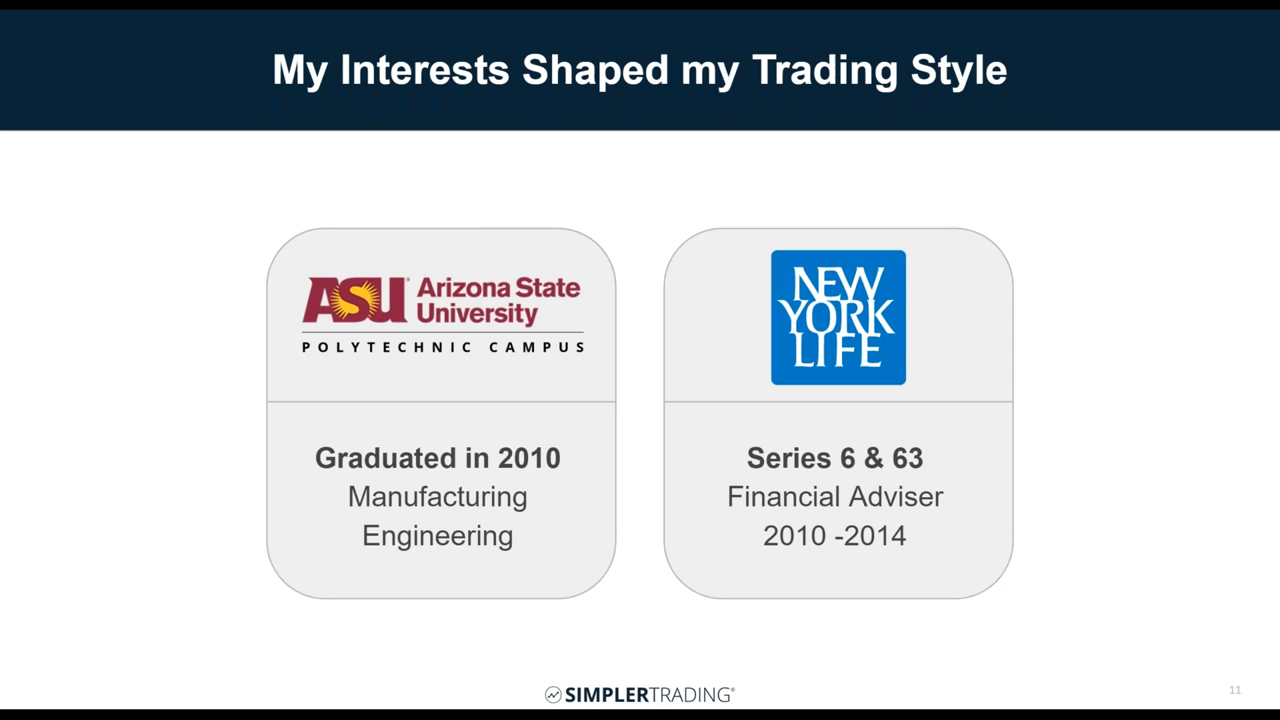 My Interests Shaped my Trading Style
ASU Arizona State
University
POLYTECHNIC CAMPUS
Graduated in 2010
Manufacturing
Engineering
NEW
YORK
LIFE
Series 6 & 63
Financial Adviser
2010 -2014
SIMPLERTRADING®
11